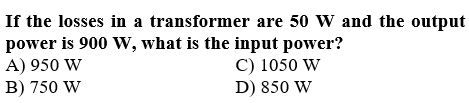 If the losses in a transformer are 50 W and the output
power is 900 W, what is the input power?
A) 950 W C) 1050 W
B) 750 W D) 850 W